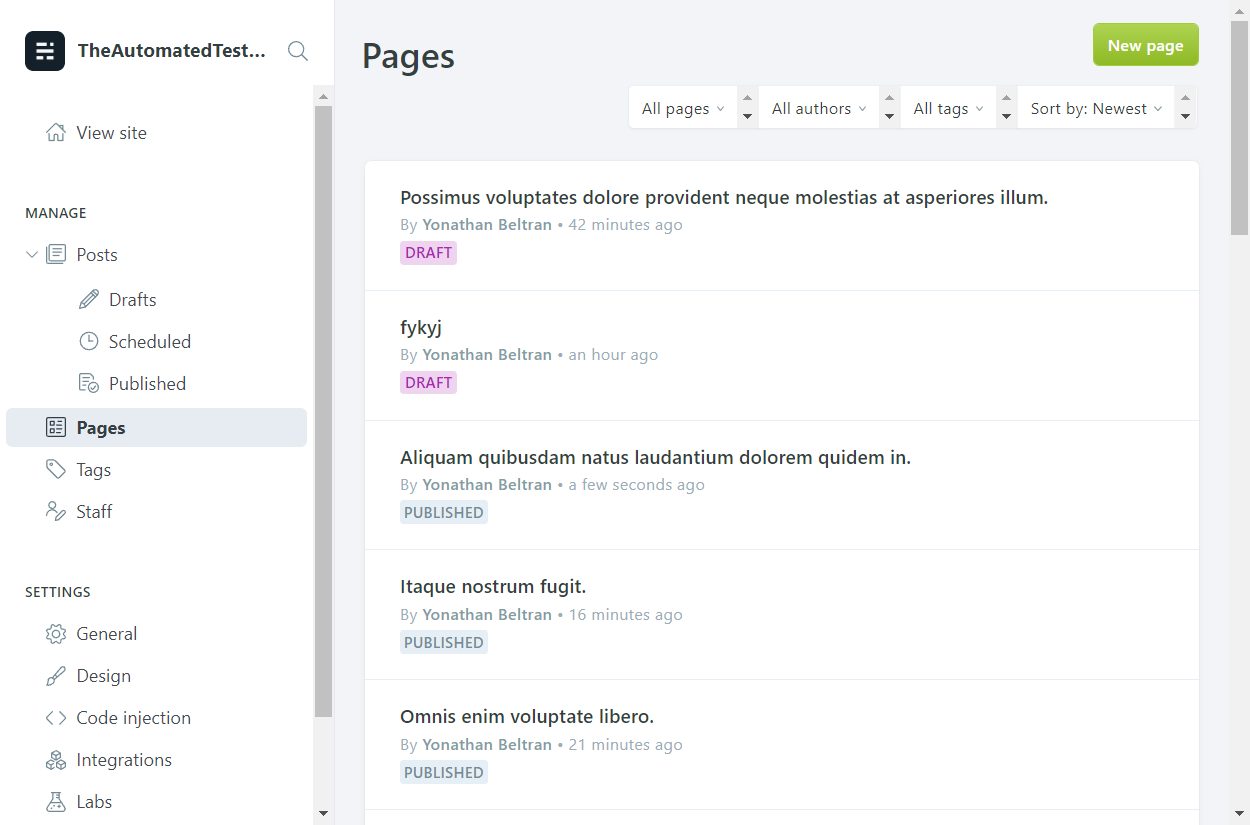 TheAutomatedTest...
View site
MANAGE
Posts
Drafts
Scheduled
Published
Pages
Tags
Staff
SETTINGS
General
Design
Code injection
Integrations
Labs
Pages
New page
All pages
All authors
All tags
Sort by: Newest
Possimus voluptates dolore provident neque molestias at asperiores illum.
By Yonathan Beltran • 42 minutes ago
DRAFT
fykyj
By Yonathan Beltran • an hour ago
DRAFT
Aliquam quibusdam natus laudantium dolorem quidem in.
By Yonathan Beltran • a few seconds ago
PUBLISHED
Itaque nostrum fugit.
By Yonathan Beltran • 16 minutes ago
PUBLISHED
Omnis enim voluptate libero.
By Yonathan Beltran • 21 minutes ago
PUBLISHED